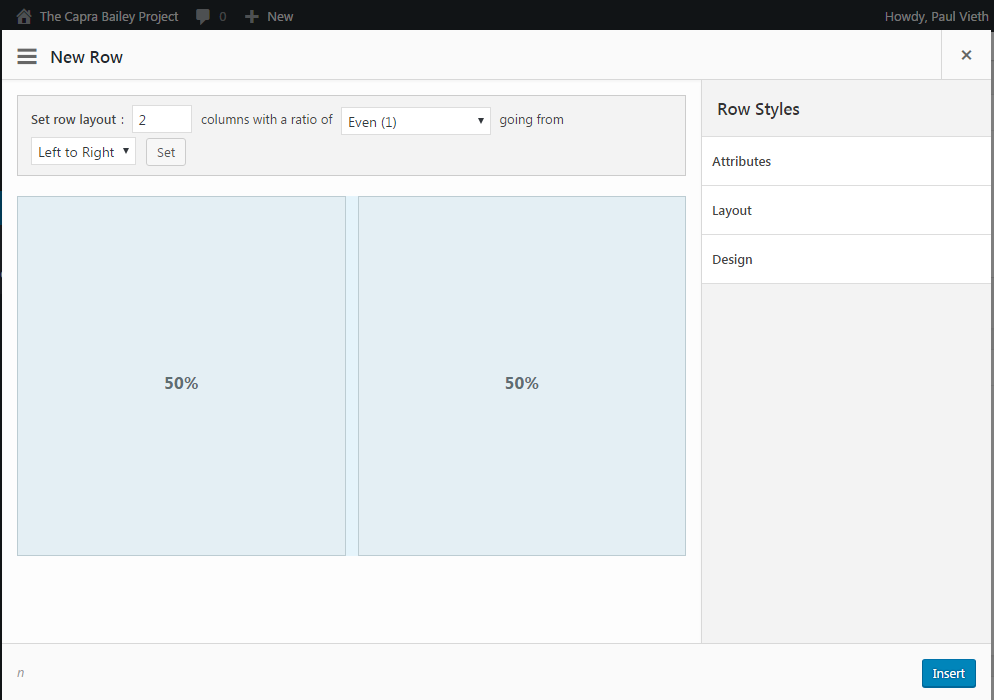 The Capra Bailey Project 0 New Howdy, Paul Vieth
New Row
Set row layout : 2 columns with a ratio of Even (1) going from
Left to Right Set
50% 50%
Row Styles
Attributes
Layout
Design
n
Insert